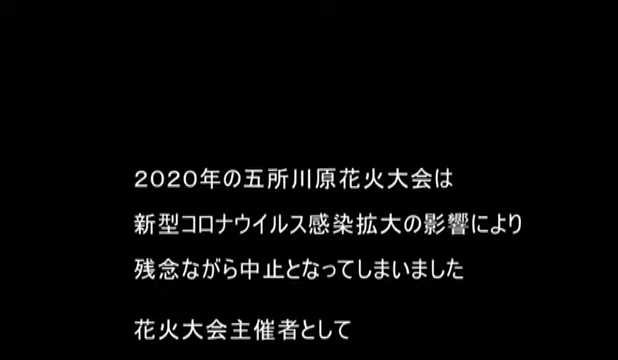 2020年の五所川原花火大会は
新型コロナウイルス感染拡大の影響により
残念ながら中止となってしまいました
花火大会主催者として